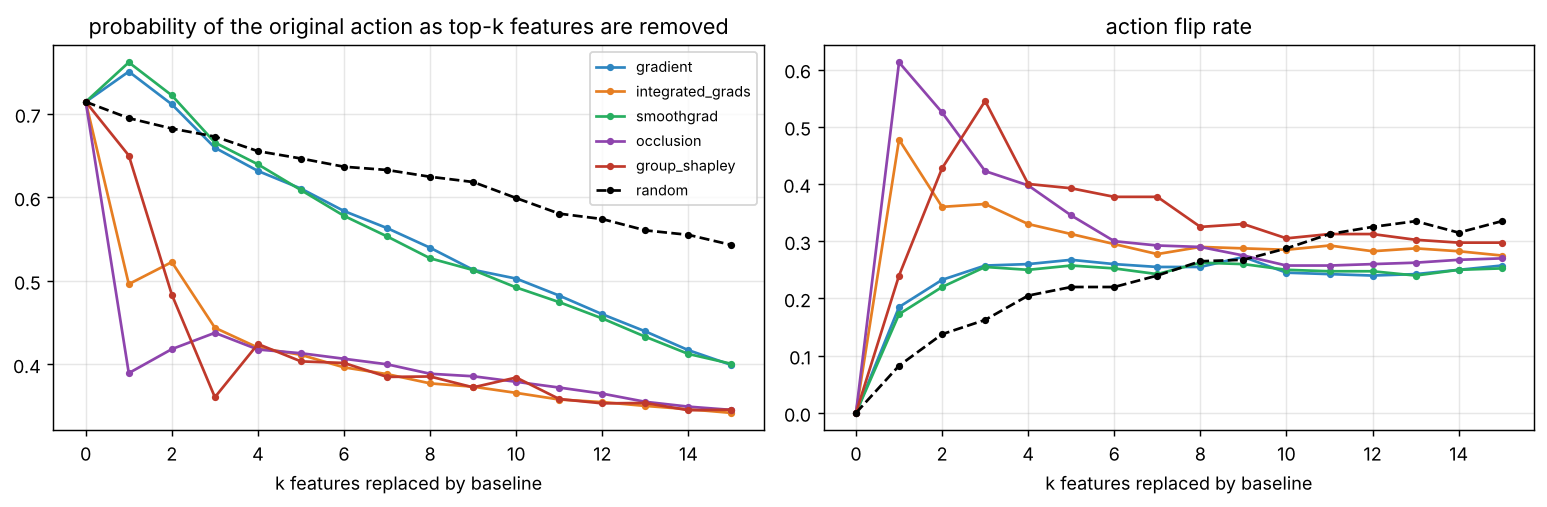 probability of the original action as top-k features are removed
0.7
0.6
0.5
0.4
0 2 4 6 8 10 12 14
k features replaced by baseline
gradient
integrated_grads
smoothgrad
occlusion
group_shapley
random
action flip rate
0.6
0.5
0.4
0.3
0.2
0.1
0.0
0 2 4 6 8 10 12 14
k features replaced by baseline